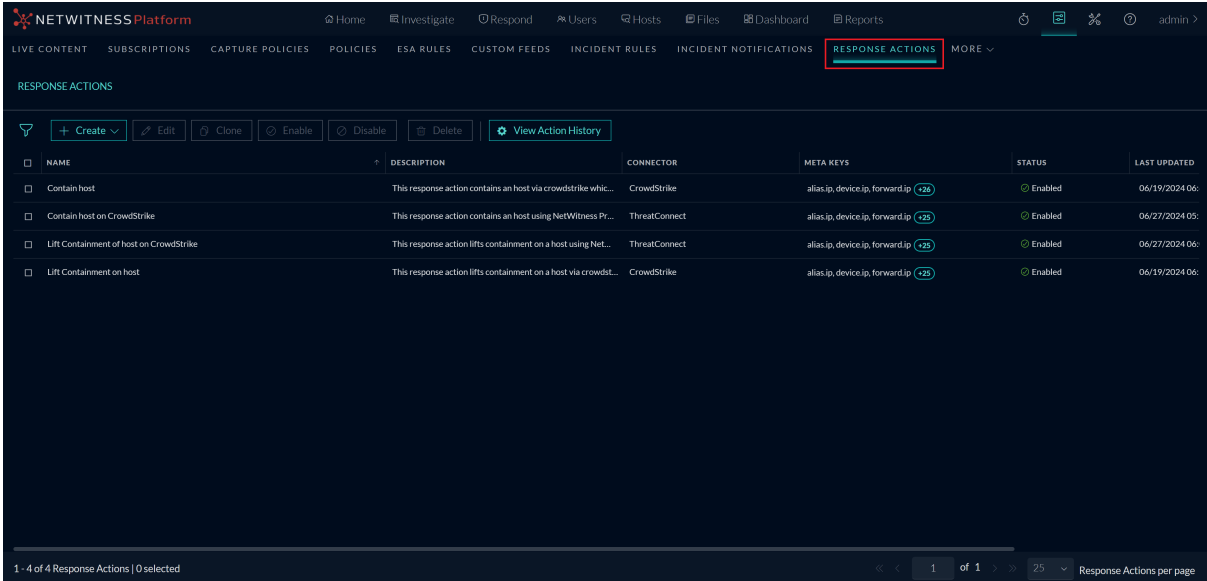 NETWITNESS Platform Home Investigate Respond Users Hosts Files Dashboard Reports admin >
LIVE CONTENT SUBSCRIPTIONS CAPTURE POLICIES POLICIES ESA RULES CUSTOM FEEDS INCIDENT RULES INCIDENT NOTIFICATIONS RESPONSE ACTIONS MORE
RESPONSE ACTIONS
+ Create Edit Clone Enable Disable Delete View Action History
NAME ↑ DESCRIPTION CONNECTOR META KEYS STATUS LAST UPDATED
Contain host This response action contains an host via crowdstrike whic... CrowdStrike alias.ip, device.ip, forward.ip +26 Enabled 06/19/2024 06:
Contain host on CrowdStrike This response action contains an host using NetWitness Pr... ThreatConnect alias.ip, device.ip, forward.ip +25 Enabled 06/27/2024 05:
Lift Containment of host on CrowdStrike This response action lifts containment on a host using Net... ThreatConnect alias.ip, device.ip, forward.ip +25 Enabled 06/27/2024 06:
Lift Containment on host This response action lifts containment on a host via crowdst... CrowdStrike alias.ip, device.ip, forward.ip +25 Enabled 06/19/2024 06:
1 - 4 of 4 Response Actions | 0 selected « < 1 of 1 > » 25 Response Actions per page